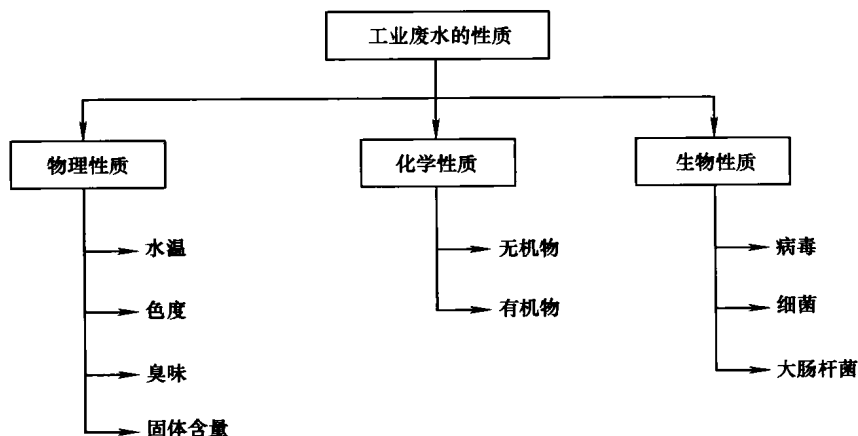 工业废水的性质
物理性质
化学性质
生物性质
水温
色度
臭味
固体含量
无机物
有机物
病毒
细菌
大肠杆菌